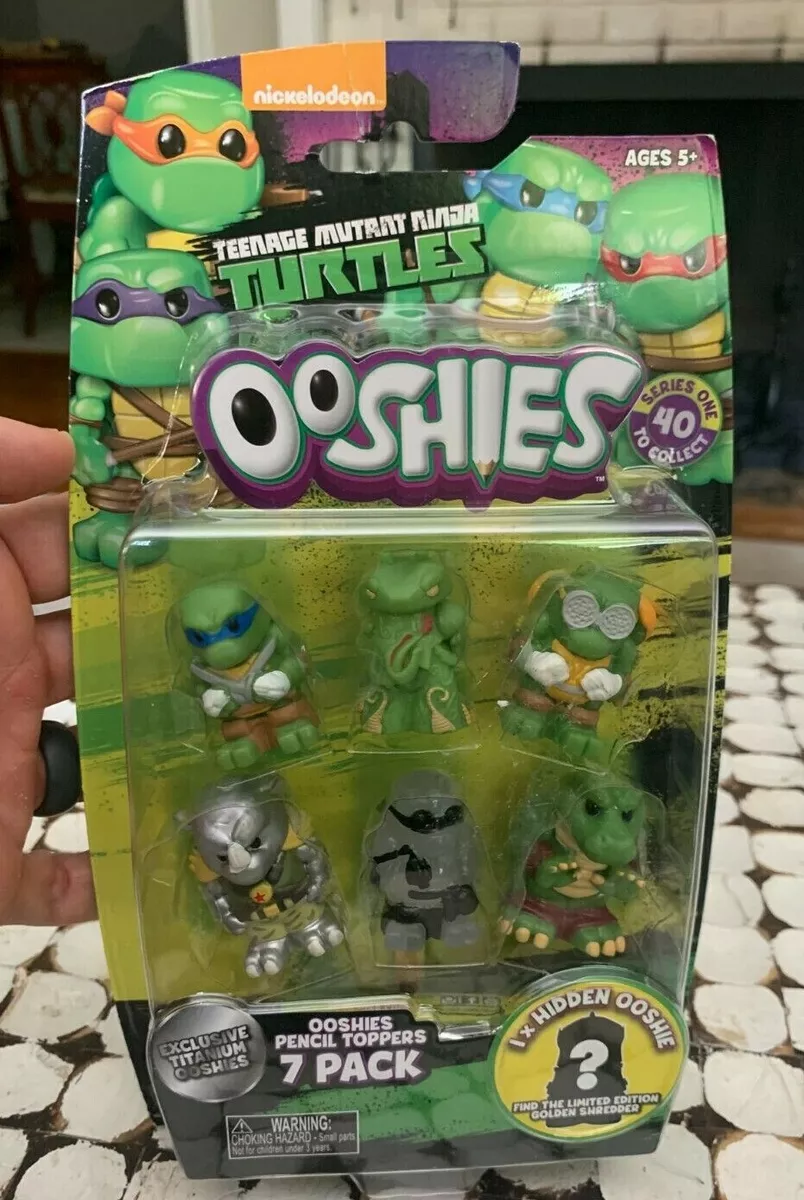 nickelodeon
AGES 5+
TEENAGE MUTANT NINJA
TURTLES
OOSHIES
TM
SERIES ONE
40
TO COLLECT
EXCLUSIVE
TITANIUM
OOSHIES
OOSHIES
PENCIL TOPPERS
7 PACK
1 x HIDDEN OOSHIE
?
FIND THE LIMITED EDITION
GOLDEN SHREDDER
WARNING:
CHOKING HAZARD - Small parts
Not for children under 3 years.